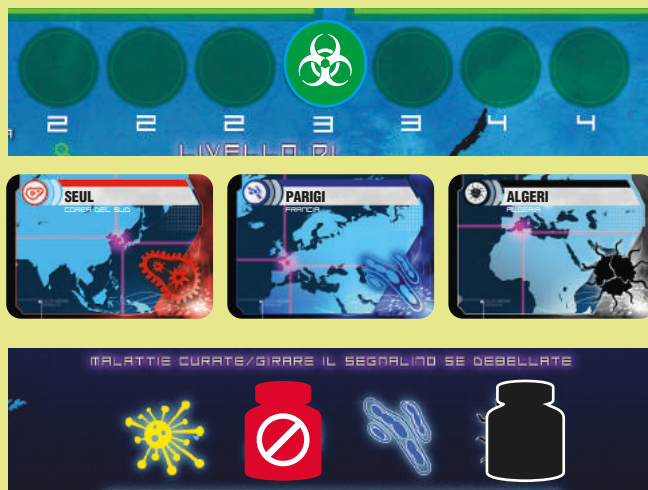 2 2 2 3 3 4 4
LIVELLO DI
SEUL
COREA DEL SUD
PARIGI
FRANCIA
ALGERI
ALGERIA
MALATTIE CURATE/GIRARE IL SEGNALINO SE DEBELLATE